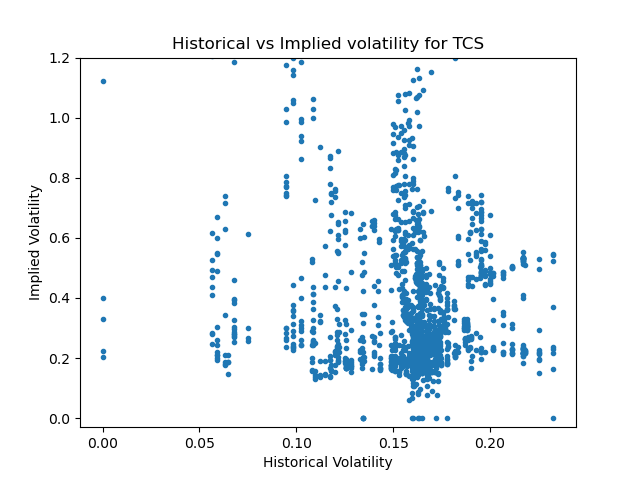 Historical vs Implied volatility for TCS
1.2
1.0
0.8
0.6
0.4
0.2
0.0
Implied Volatility
0.00 0.05 0.10 0.15 0.20
Historical Volatility